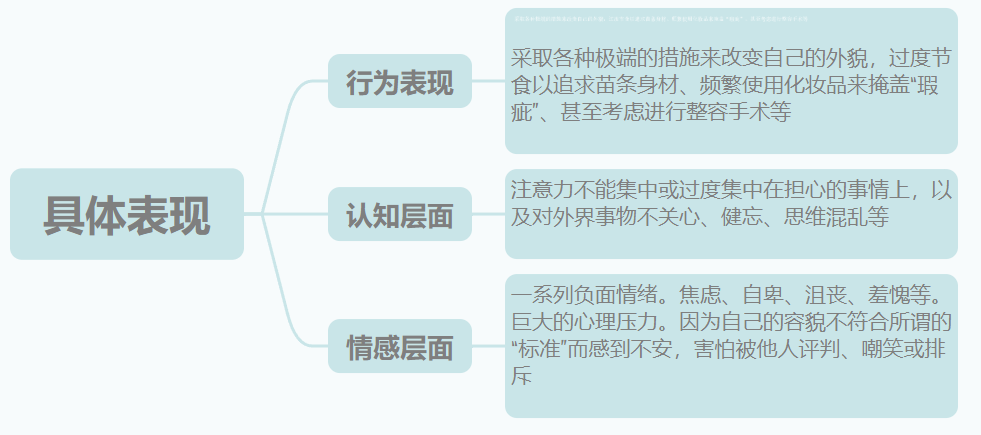 具体表现
行为表现
采取各种极端的措施来改变自己的外貌，过度节
食以追求苗条身材、频繁使用化妆品来掩盖“瑕
疵”、甚至考虑进行整容手术等
认知层面
注意力不能集中或过度集中在担心的事情上，以
及对外界事物不关心、健忘、思维混乱等
情感层面
一系列负面情绪。焦虑、自卑、沮丧、羞愧等。
巨大的心理压力。因为自己的容貌不符合所谓的
“标准”而感到不安，害怕被他人评判、嘲笑或排
斥